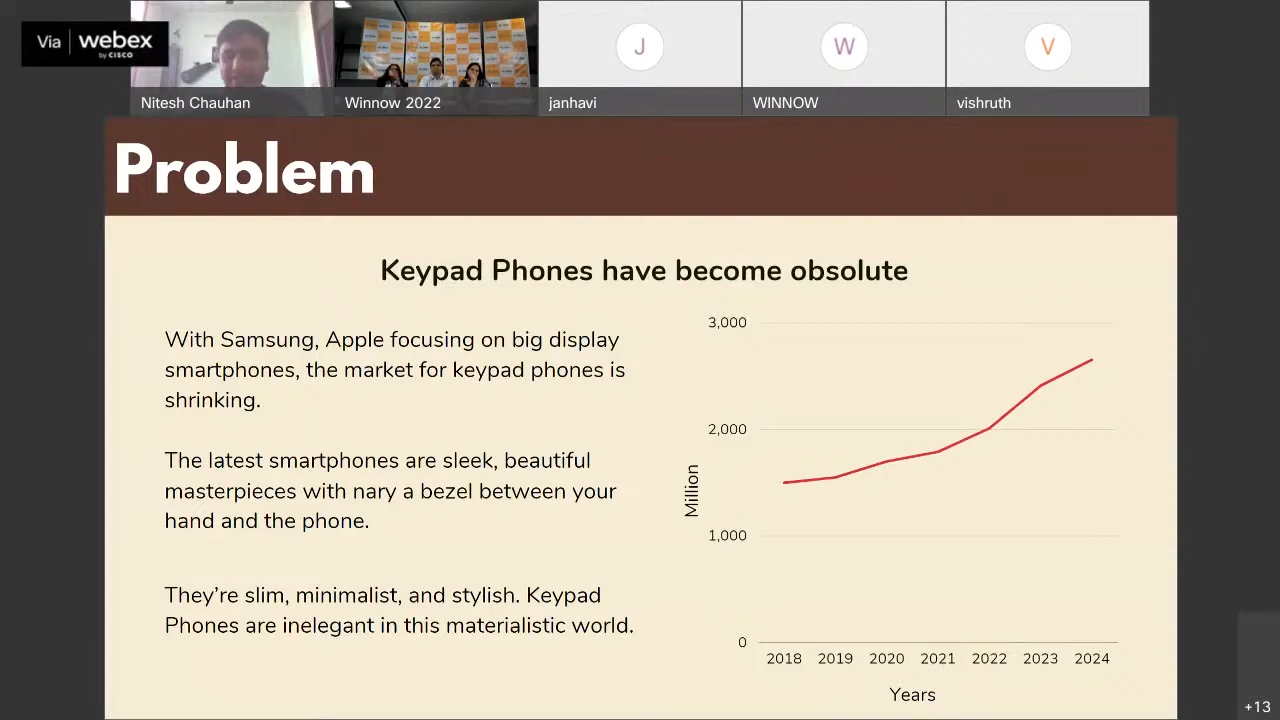 Via webex
by CISCO
Nitesh Chauhan
Winnow 2022
J
janhavi
W
WINNOW
V
vishruth
Problem
Keypad Phones have become obsolute
With Samsung, Apple focusing on big display
smartphones, the market for keypad phones is
shrinking.
The latest smartphones are sleek, beautiful
masterpieces with nary a bezel between your
hand and the phone.
They’re slim, minimalist, and stylish. Keypad
Phones are inelegant in this materialistic world.
3,000
2,000
1,000
0
Million
2018 2019 2020 2021 2022 2023 2024
Years
+13